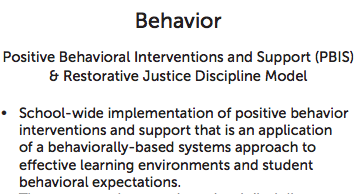 Behavior
Positive Behavioral Interventions and Support (PBIS)
& Restorative Justice Discipline Model
• School-wide implementation of positive behavior
interventions and support that is an application
of a behaviorally-based systems approach to
effective learning environments and student
behavioral expectations.